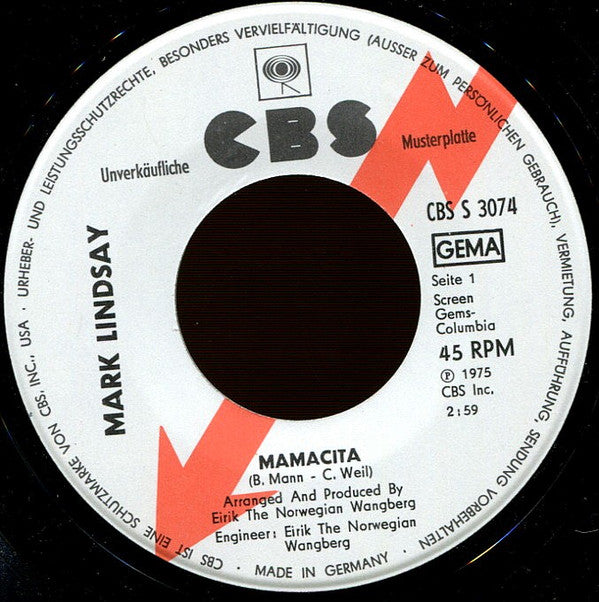 CBS
Unverkäufliche
Musterplatte
MARK LINDSAY
CBS S 3074
GEMA
Seite 1
Screen
Gems-
Columbia
45 RPM
℗ 1975
CBS Inc.
2:59
MAMACITA
(B. Mann - C. Weil)
Arranged And Produced By
Eirik The Norwegian Wangberg
Engineer: Eirik The Norwegian
Wangberg
CBS IST EINE SCHUTZMARKE VON CBS, INC., USA · URHEBER- UND LEISTUNGSSCHUTZRECHTE, BESONDERS VERVIELFÄLTIGUNG (AUSSER ZUM PERSÖNLICHEN GEBRAUCH), VERMIETUNG, AUFFÜHRUNG, SENDUNG VORBEHALTEN · MADE IN GERMANY ·